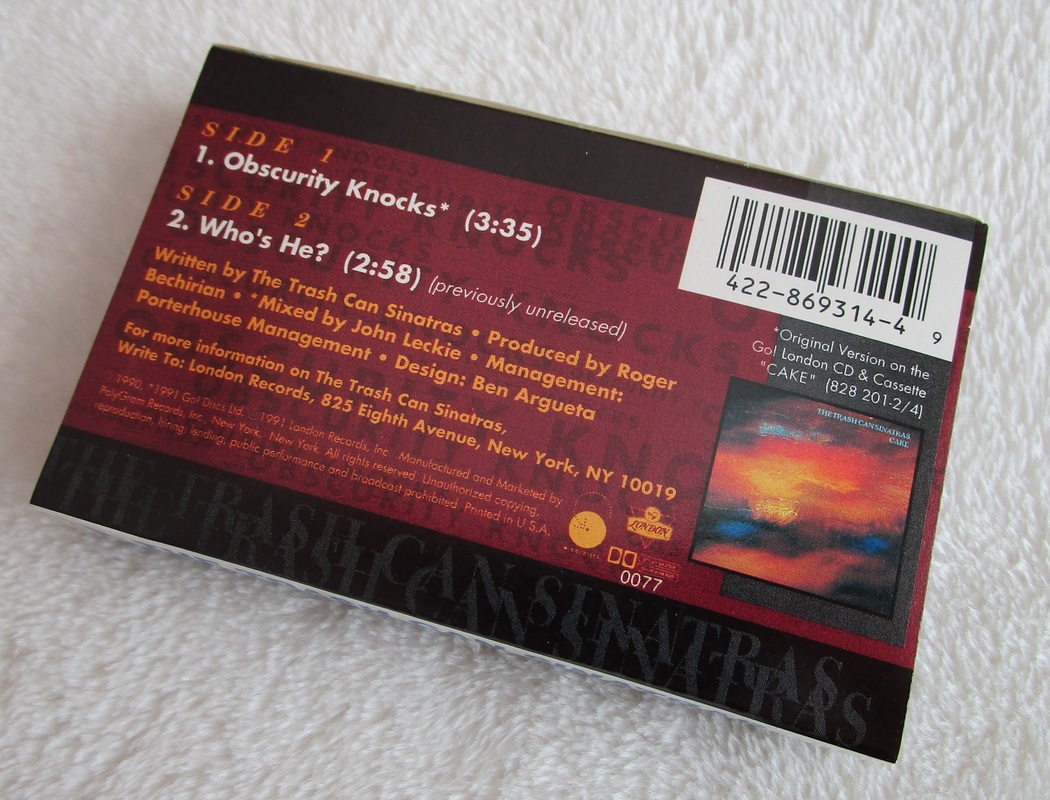 SIDE 1
1. Obscurity Knocks* (3:35)
SIDE 2
2. Who's He? (2:58) (previously unreleased)
Written by The Trash Can Sinatras • Produced by Roger
Bechirian • *Mixed by John Leckie • Management:
Porterhouse Management • Design: Ben Argueta
For more information on The Trash Can Sinatras,
Write To: London Records, 825 Eighth Avenue, New York, NY 10019
1990, *1991 Go! Discs Ltd. © 1991 London Records, Inc. Manufactured and Marketed by
PolyGram Records, Inc., New York, New York. All rights reserved. Unauthorized copying,
reproduction, hiring, lending, public performance and broadcast prohibited. Printed in U.S.A.
LONDON
0077
422-869314-4 9
*Original Version on the
Go! London CD & Cassette
"CAKE" (828 201-2/4)
THE TRASH CAN SINATRAS
CAKE
THE TRASH CAN SINATRAS